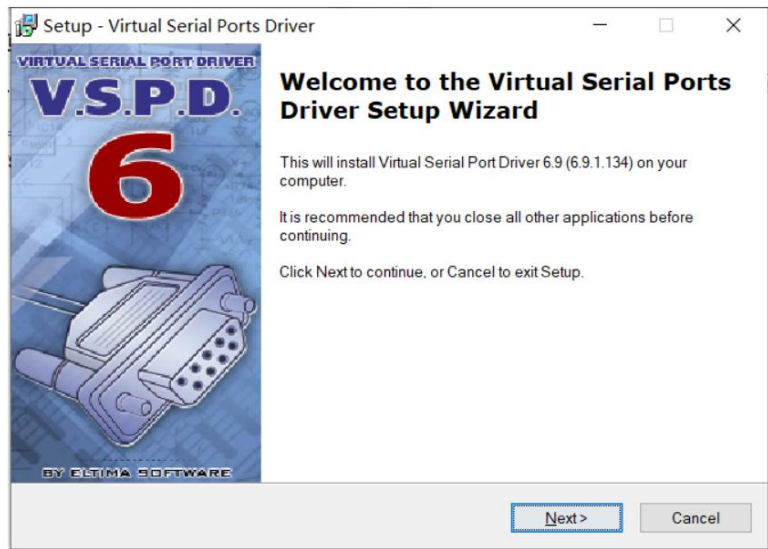 Setup - Virtual Serial Ports Driver
VIRTUAL SERIAL PORT DRIVER
V.S.P.D.
6
BY ELTIMA SOFTWARE
Welcome to the Virtual Serial Ports
Driver Setup Wizard
This will install Virtual Serial Port Driver 6.9 (6.9.1.134) on your
computer.
It is recommended that you close all other applications before
continuing.
Click Next to continue, or Cancel to exit Setup.
Next >
Cancel